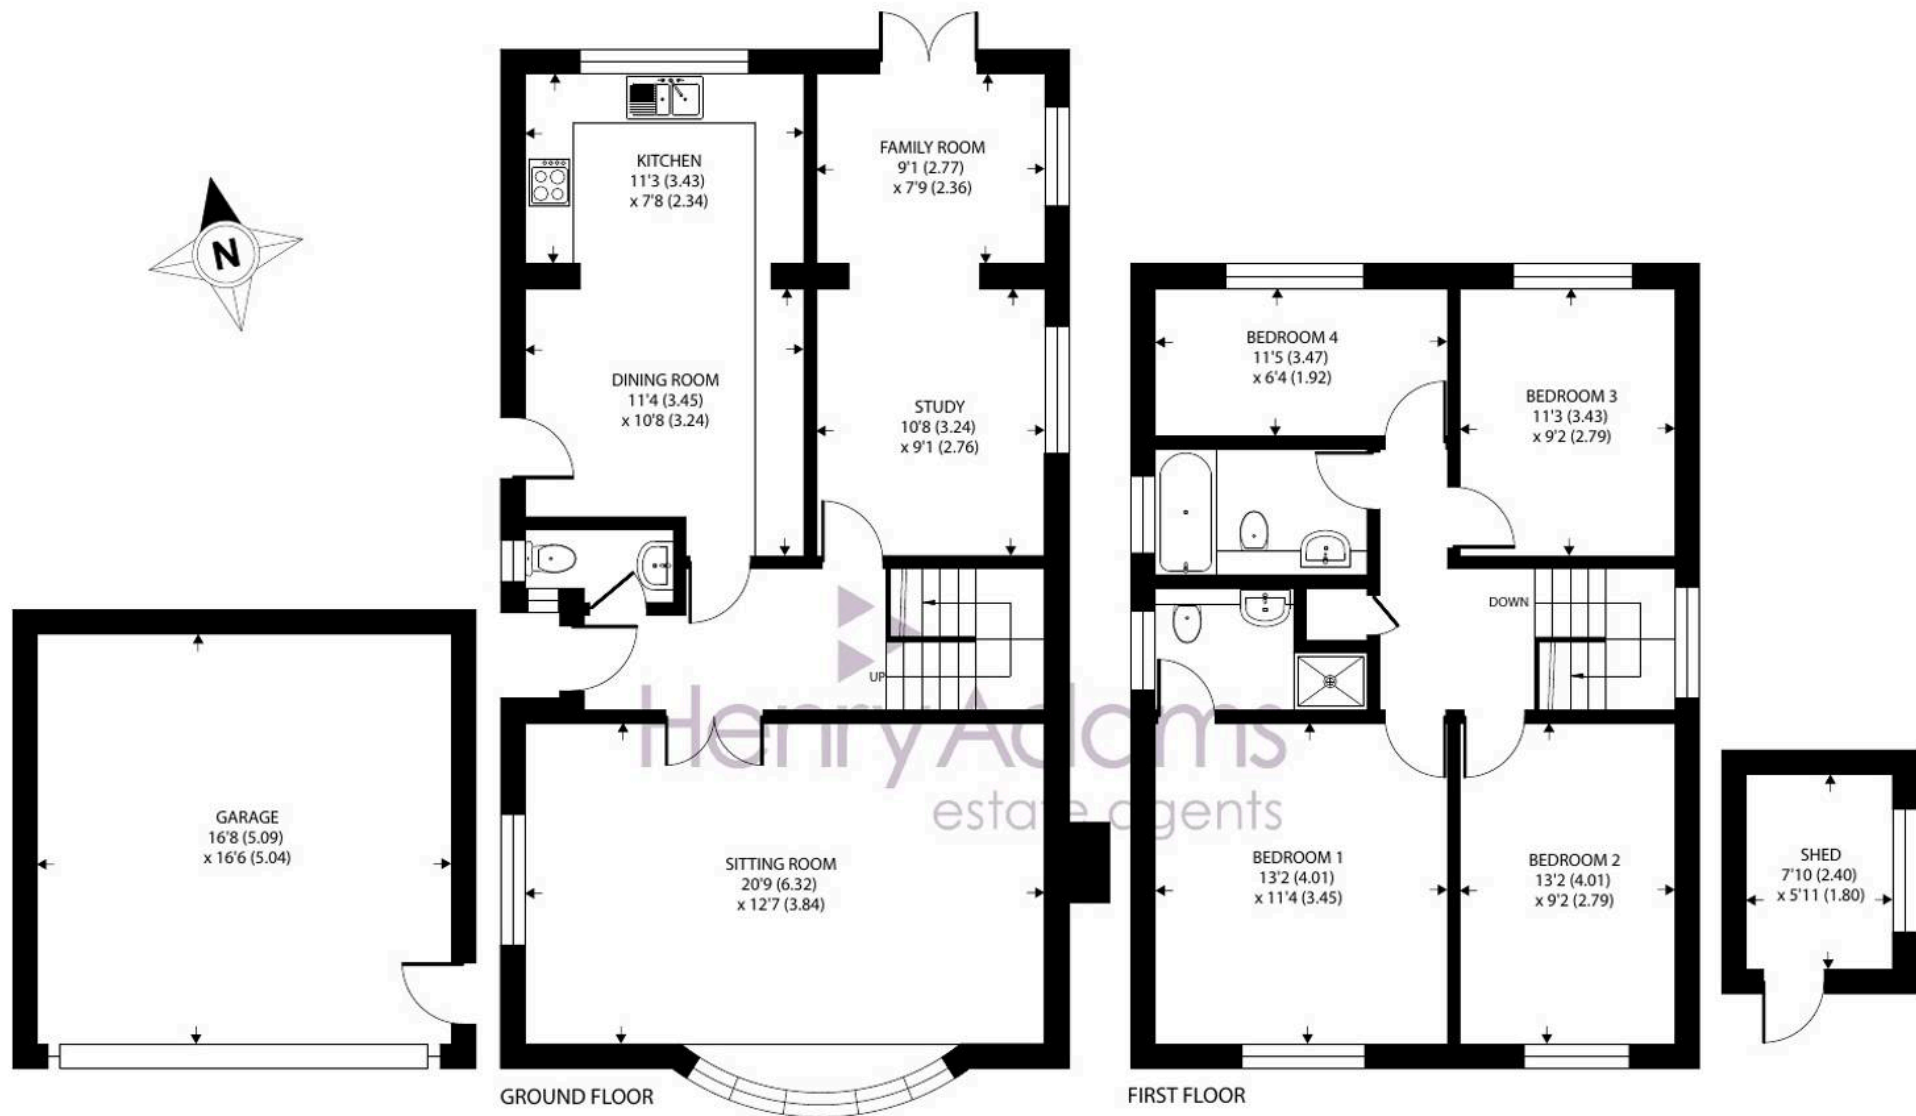 KITCHEN
11'3 (3.43)
x 7'8 (2.34)
FAMILY ROOM
9'1 (2.77)
x 7'9 (2.36)
N
DINING ROOM
11'4 (3.45)
x 10'8 (3.24)
STUDY
10'8 (3.24)
x 9'1 (2.76)
BEDROOM 4
11'5 (3.47)
x 6'4 (1.92)
BEDROOM 3
11'3 (3.43)
x 9'2 (2.79)
DOWN
UP
Henry Adams
estate agents
GARAGE
16'8 (5.09)
x 16'6 (5.04)
SITTING ROOM
20'9 (6.32)
x 12'7 (3.84)
BEDROOM 1
13'2 (4.01)
x 11'4 (3.45)
BEDROOM 2
13'2 (4.01)
x 9'2 (2.79)
SHED
7'10 (2.40)
x 5'11 (1.80)
GROUND FLOOR
FIRST FLOOR